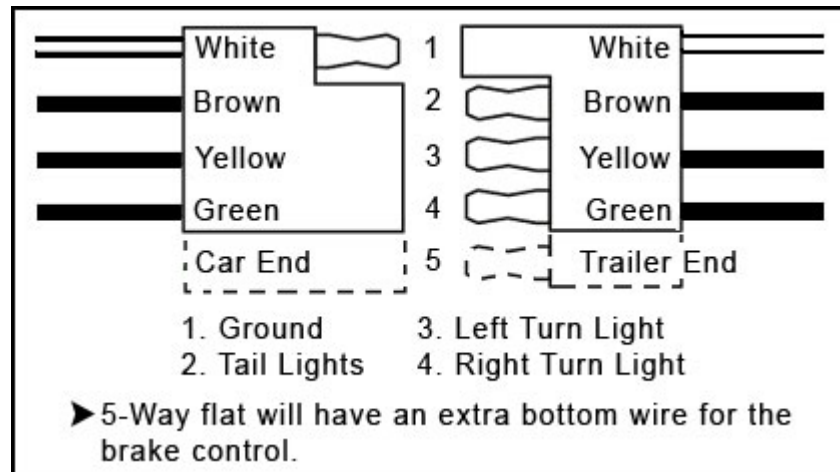 White 1 White
Brown 2 Brown
Yellow 3 Yellow
Green 4 Green
Car End 5 Trailer End
1. Ground 3. Left Turn Light
2. Tail Lights 4. Right Turn Light
➤5-Way flat will have an extra bottom wire for the
brake control.